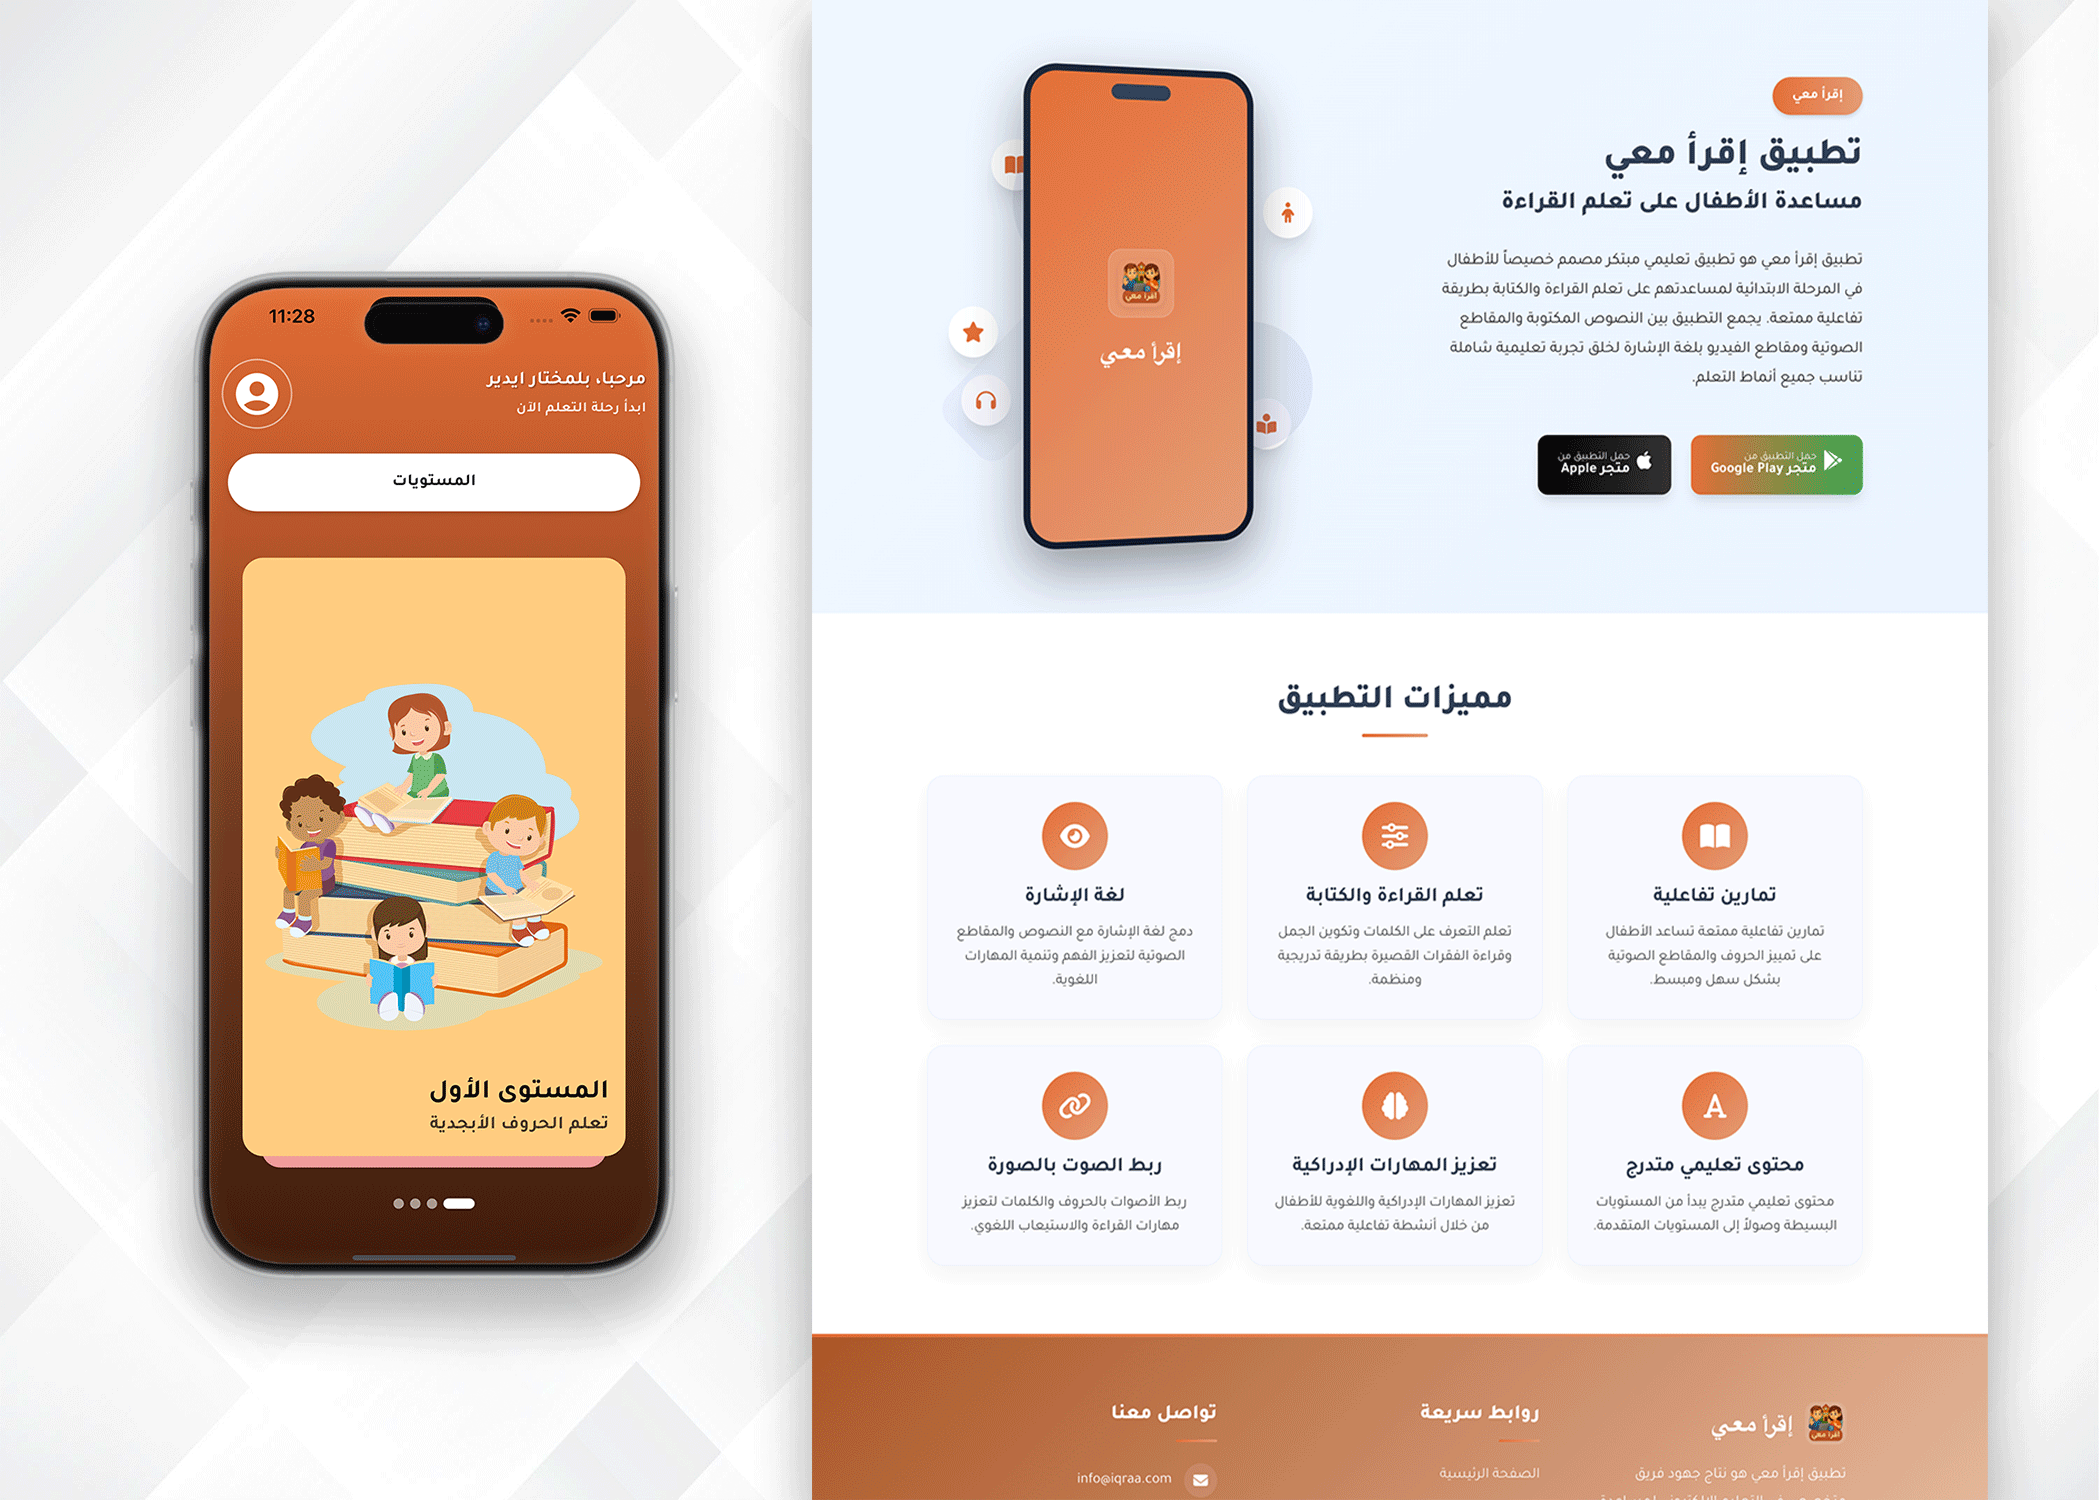 11:28
مرحبا، بلمختار ايدير
ابدأ رحلة التعلم الآن
المستويات
المستوى الأول
تعلم الحروف الأبجدية
إقرأ معي
تطبيق إقرأ معي
مساعدة الأطفال على تعلم القراءة
تطبيق إقرأ معي هو تطبيق تعليمي مبتكر مصمم خصيصاً للأطفال
في المرحلة الابتدائية لمساعدتهم على تعلم القراءة والكتابة بطريقة
تفاعلية ممتعة. يجمع التطبيق بين النصوص المكتوبة والمقاطع
الصوتية ومقاطع الفيديو بلغة الإشارة لخلق تجربة تعليمية شاملة
تناسب جميع أنماط التعلم.
حمل التطبيق من
متجر Google Play
حمل التطبيق من
متجر Apple
اقرأ معي
إقرأ معي
مميزات التطبيق
تمارين تفاعلية
تمارين تفاعلية ممتعة تساعد الأطفال
على تمييز الحروف والمقاطع الصوتية
بشكل سهل ومبسط.
تعلم القراءة والكتابة
تعلم التعرف على الكلمات وتكوين الجمل
وقراءة الفقرات القصيرة بطريقة تدريجية
ومنظمة.
لغة الإشارة
دمج لغة الإشارة مع النصوص والمقاطع
الصوتية لتعزيز الفهم وتنمية المهارات
اللغوية.
محتوى تعليمي متدرج
محتوى تعليمي متدرج يبدأ من المستويات
البسيطة وصولاً إلى المستويات المتقدمة.
تعزيز المهارات الإدراكية
تعزيز المهارات الإدراكية واللغوية للأطفال
من خلال أنشطة تفاعلية ممتعة.
ربط الصوت بالصورة
ربط الأصوات بالحروف والكلمات لتعزيز
مهارات القراءة والاستيعاب اللغوي.
اقرأ معي
إقرأ معي
تطبيق إقرأ معي هو نتاج جهود فريق
روابط سريعة
الصفحة الرئيسية
تواصل معنا
info@iqraa.com